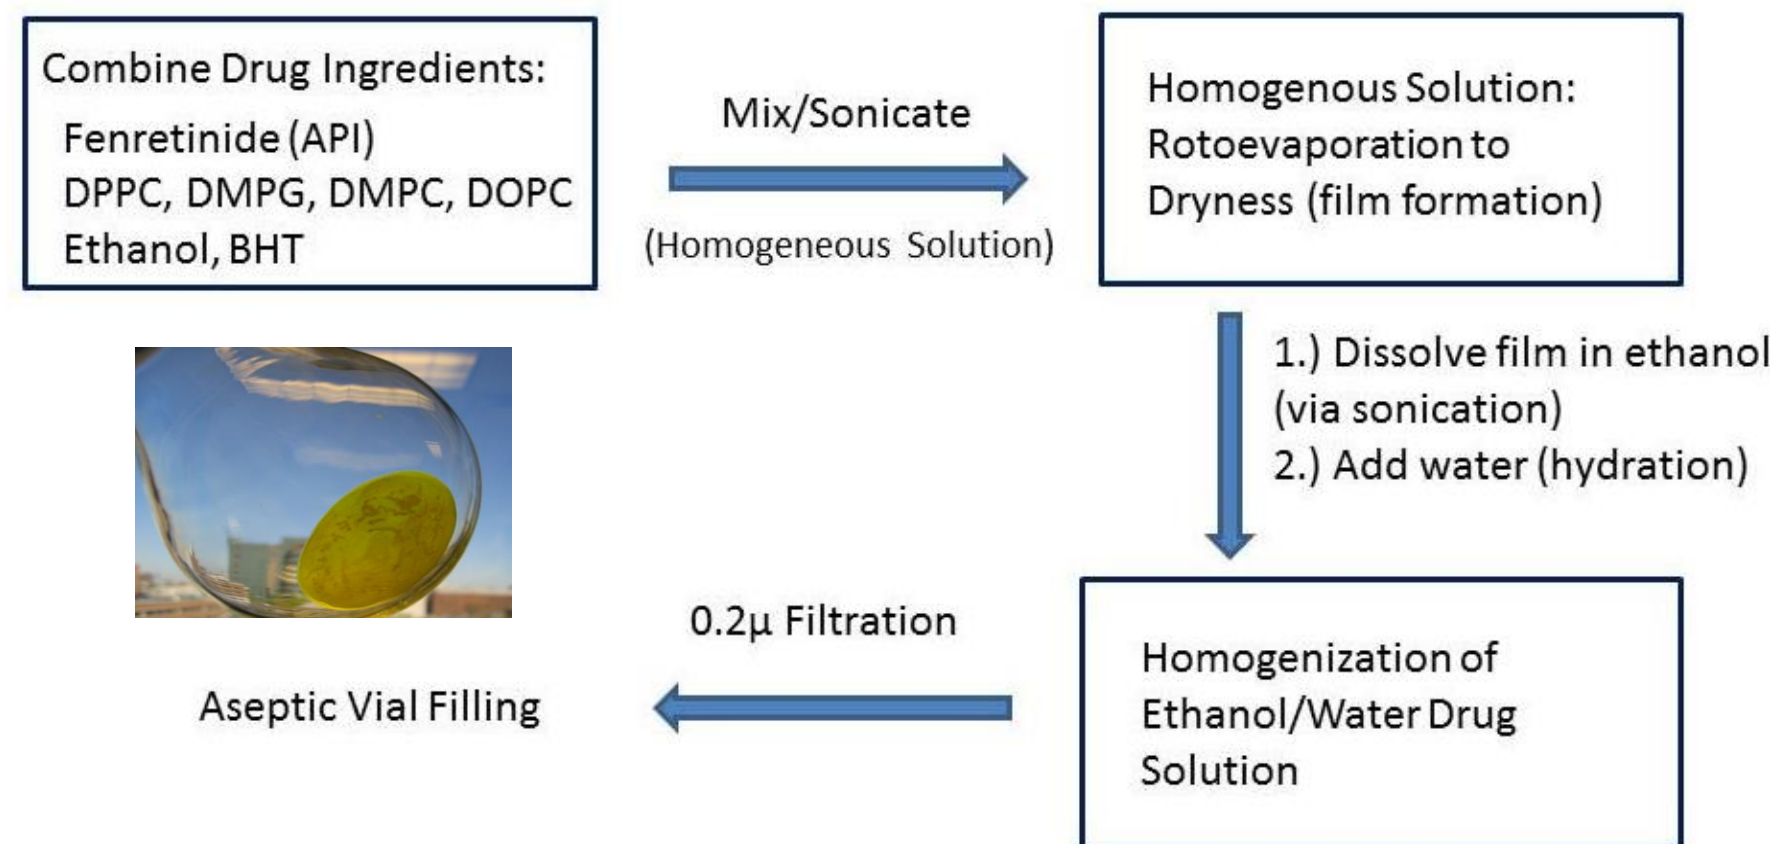 Combine Drug Ingredients:
Fenretinide (API)
DPPC, DMPG, DMPC, DOPC
Ethanol, BHT
Mix/Sonicate
(Homogeneous Solution)
Homogenous Solution:
Rotoevaporation to
Dryness (film formation)
1.) Dissolve film in ethanol
(via sonication)
2.) Add water (hydration)
Homogenization of
Ethanol/Water Drug
Solution
0.2μ Filtration
Aseptic Vial Filling